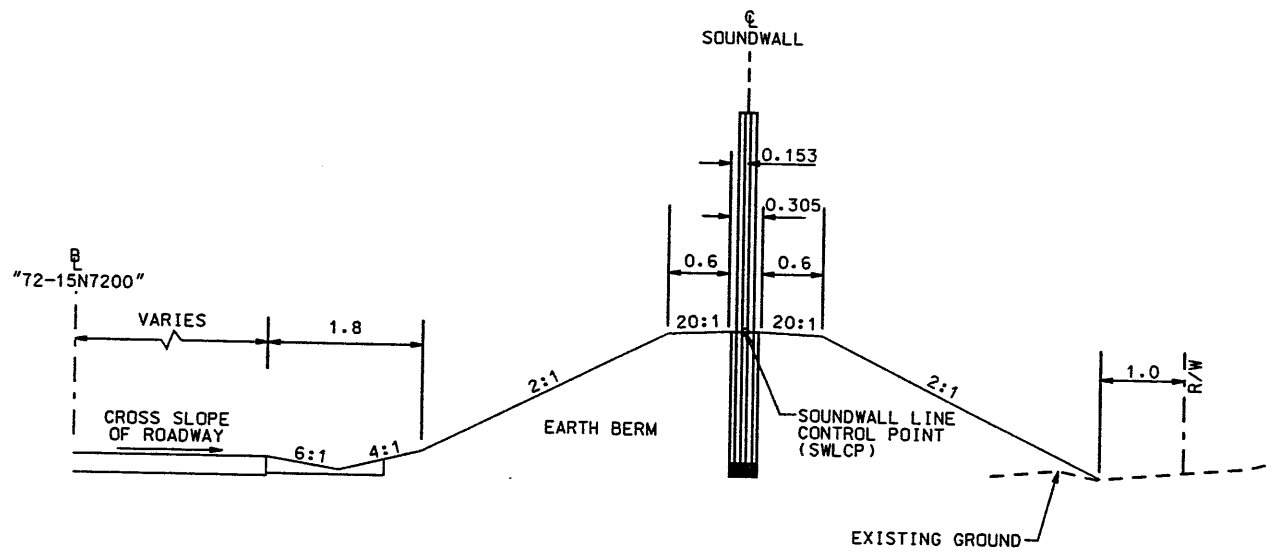 ℄
SOUNDWALL
0.153
0.305
0.6
0.6
B
L
"72-15N7200"
VARIES
1.8
20:1
20:1
2:1
2:1
1.0
R/W
CROSS SLOPE
OF ROADWAY
6:1
4:1
EARTH BERM
SOUNDWALL LINE
CONTROL POINT
(SWLCP)
EXISTING GROUND